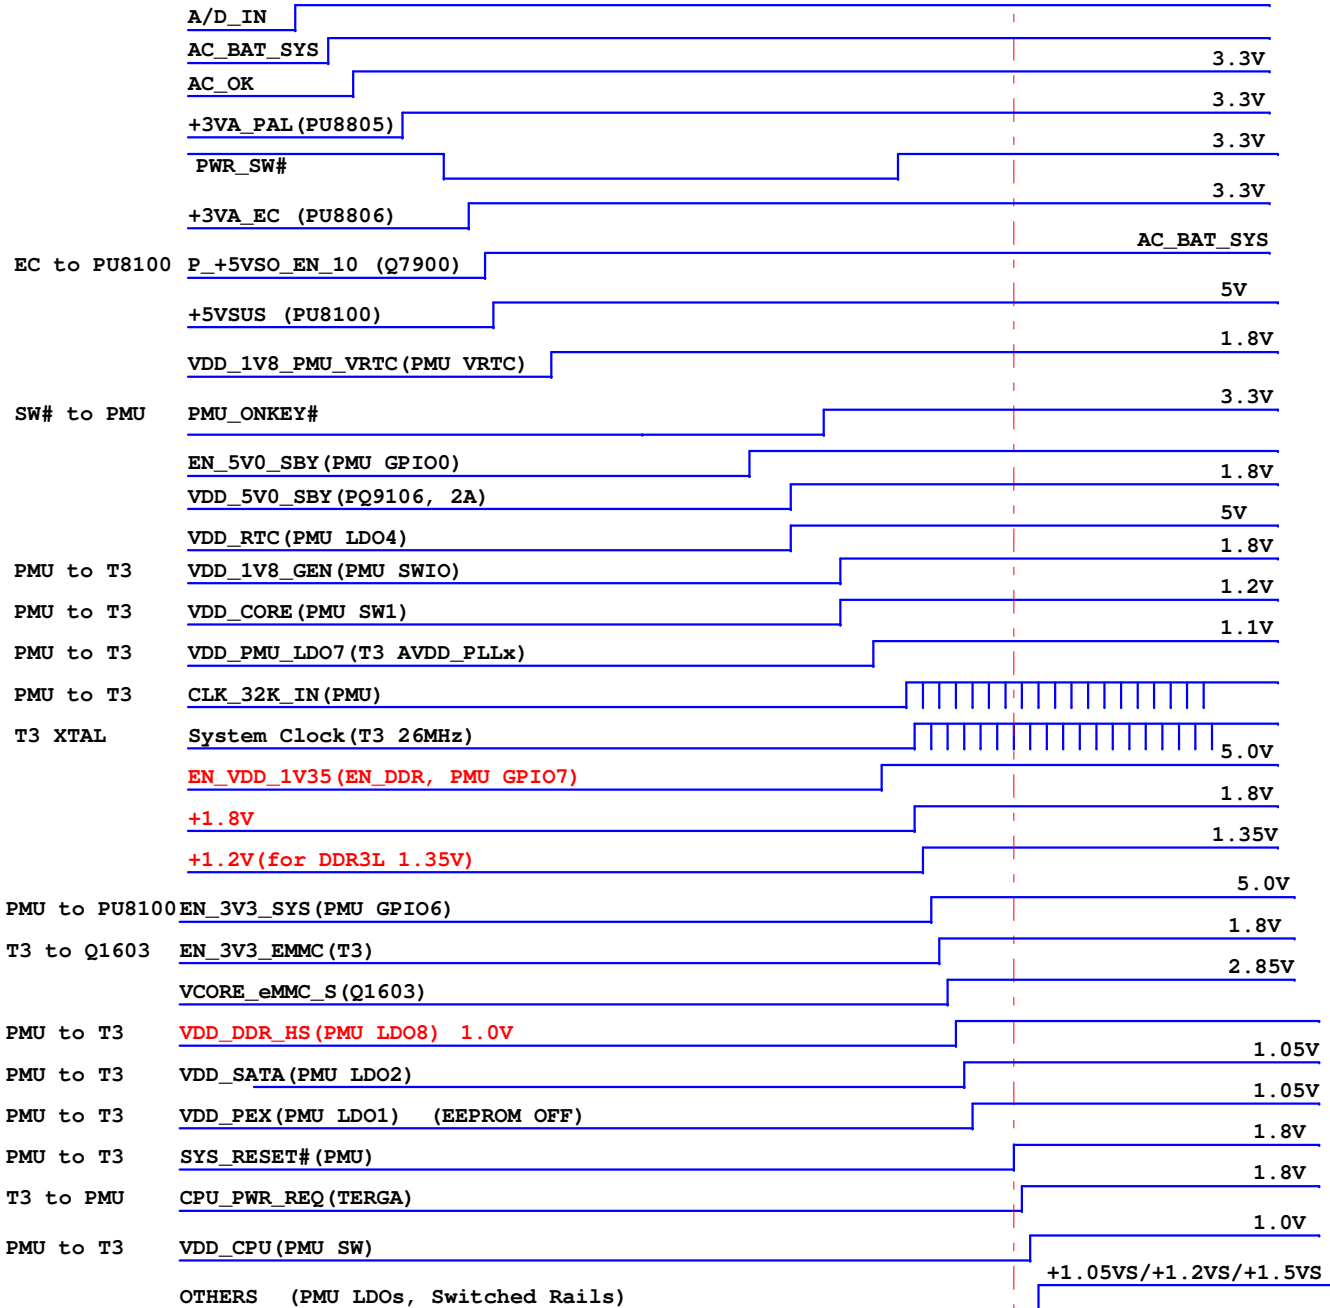 A/D_IN
AC_BAT_SYS
3.3V
AC_OK
3.3V
+3VA_PAL(PU8805)
3.3V
PWR_SW#
3.3V
+3VA_EC (PU8806)
AC_BAT_SYS
EC to PU8100 P_+5VSO_EN_10 (Q7900)
5V
+5VSUS (PU8100)
1.8V
VDD_1V8_PMU_VRTC(PMU VRTC)
3.3V
SW# to PMU PMU_ONKEY#
EN_5V0_SBY(PMU GPIO0)
1.8V
VDD_5V0_SBY(PQ9106, 2A)
5V
VDD_RTC(PMU LDO4)
1.8V
PMU to T3 VDD_1V8_GEN(PMU SWIO)
1.2V
PMU to T3 VDD_CORE(PMU SW1)
1.1V
PMU to T3 VDD_PMU_LDO7(T3 AVDD_PLLx)
PMU to T3 CLK_32K_IN(PMU)
T3 XTAL System Clock(T3 26MHz)
5.0V
EN_VDD_1V35(EN_DDR, PMU GPIO7)
1.8V
+1.8V
1.35V
+1.2V(for DDR3L 1.35V)
5.0V
PMU to PU8100 EN_3V3_SYS(PMU GPIO6)
1.8V
T3 to Q1603 EN_3V3_EMMC(T3)
2.85V
VCORE_eMMC_S(Q1603)
PMU to T3 VDD_DDR_HS(PMU LDO8) 1.0V
1.05V
PMU to T3 VDD_SATA(PMU LDO2)
1.05V
PMU to T3 VDD_PEX(PMU LDO1) (EEPROM OFF)
1.8V
PMU to T3 SYS_RESET#(PMU)
1.8V
T3 to PMU CPU_PWR_REQ(TERGA)
1.0V
PMU to T3 VDD_CPU(PMU SW)
+1.05VS/+1.2VS/+1.5VS
OTHERS (PMU LDOs, Switched Rails)